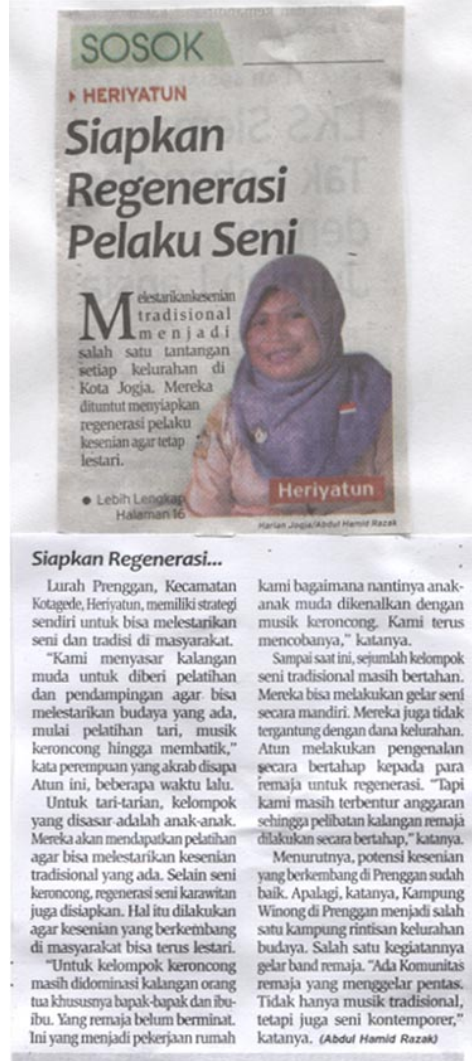 SOSOK
HERIYATUN
Siapkan
Regenerasi
Pelaku Seni
Melestarikankesenian
tradisional
menjadi
salah satu tantangan
setiap kelurahan di
Kota Jogja. Mereka
dituntut menyiapkan
regenerasi pelaku
kesenian agar tetap
lestari.
● Lebih Lengkap
Halaman 16
Heriyatun
Harian Jogja/Abdul Hamid Razak
Siapkan Regenerasi...
Lurah Prenggan, Kecamatan
Kotagede, Heriyatun, memiliki strategi
sendiri untuk bisa melestarikan
seni dan tradisi di masyarakat.
“Kami menyasar kalangan
muda untuk diberi pelatihan
dan pendampingan agar bisa
melestarikan budaya yang ada,
mulai pelatihan tari, musik
keroncong hingga membatik,”
kata perempuan yang akrab disapa
Atun ini, beberapa waktu lalu.
Untuk tari-tarian, kelompok
yang disasar adalah anak-anak.
Mereka akan mendapatkan pelatihan
agar bisa melestarikan kesenian
tradisional yang ada. Selain seni
keroncong, regenerasi seni karawitan
juga disiapkan. Hal itu dilakukan
agar kesenian yang berkembang
di masyarakat bisa terus lestari.
“Untuk kelompok keroncong
masih didominasi kalangan orang
tua khususnya bapak-bapak dan ibu-
ibu. Yang remaja belum berminat.
Ini yang menjadi pekerjaan rumah
kami bagaimana nantinya anak-
anak muda dikenalkan dengan
musik keroncong. Kami terus
mencobanya,” katanya.
Sampai saat ini, sejumlah kelompok
seni tradisional masih bertahan.
Mereka bisa melakukan gelar seni
secara mandiri. Mereka juga tidak
tergantung dengan dana kelurahan.
Atun melakukan pengenalan
secara bertahap kepada para
remaja untuk regenerasi. “Tapi
kami masih terbentur anggaran
sehingga pelibatan kalangan remaja
dilakukan secara bertahap,” katanya.
Menurutnya, potensi kesenian
yang berkembang di Prenggan sudah
baik. Apalagi, katanya, Kampung
Winong di Prenggan menjadi salah
satu kampung rintisan kelurahan
budaya. Salah satu kegiatannya
gelar band remaja. “Ada Komunitas
remaja yang menggelar pentas.
Tidak hanya musik tradisional,
tetapi juga seni kontemporer,”
katanya. (Abdul Hamid Razak)